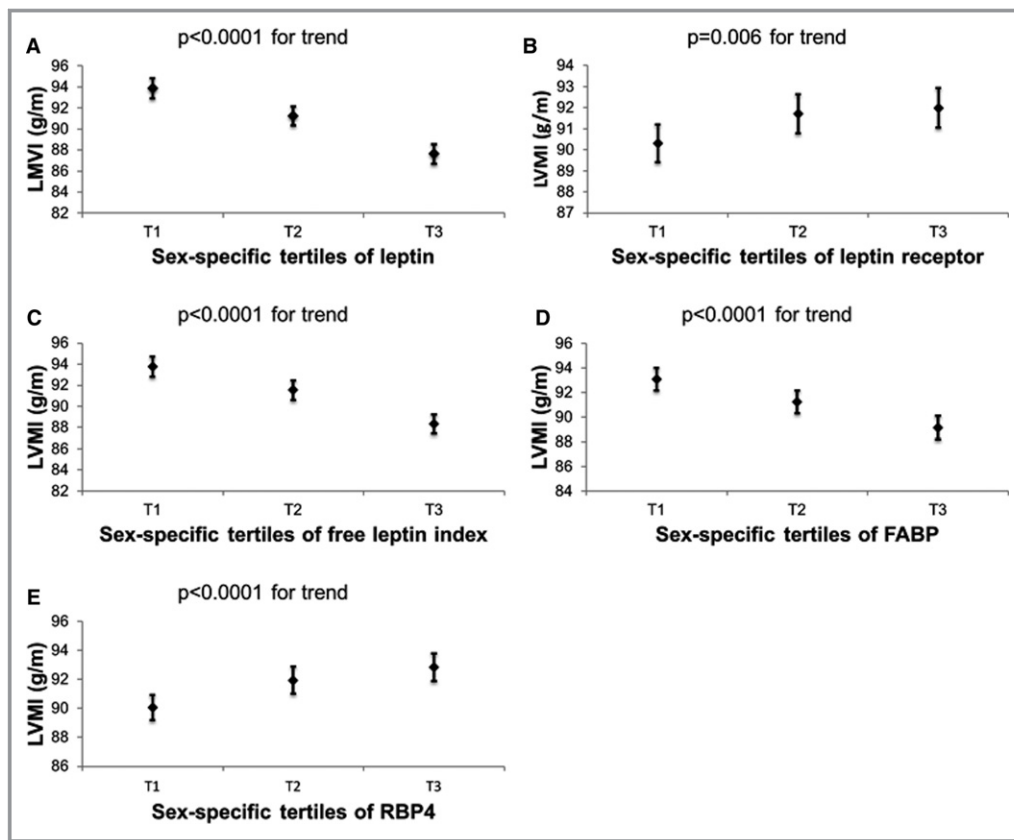 A
p<0.0001 for trend
LMVI (g/m)
96
94
92
90
88
86
84
82
T1 T2 T3
Sex-specific tertiles of leptin
B
p=0.006 for trend
LVMI (g/m)
94
93
92
91
90
89
88
87
T1 T2 T3
Sex-specific tertiles of leptin receptor
C
p<0.0001 for trend
LVMI (g/m)
96
94
92
90
88
86
84
82
T1 T2 T3
Sex-specific tertiles of free leptin index
D
p<0.0001 for trend
LVMI (g/m)
96
94
92
90
88
86
84
T1 T2 T3
Sex-specific tertiles of FABP
E
p<0.0001 for trend
LVMI (g/m)
96
94
92
90
88
86
T1 T2 T3
Sex-specific tertiles of RBP4